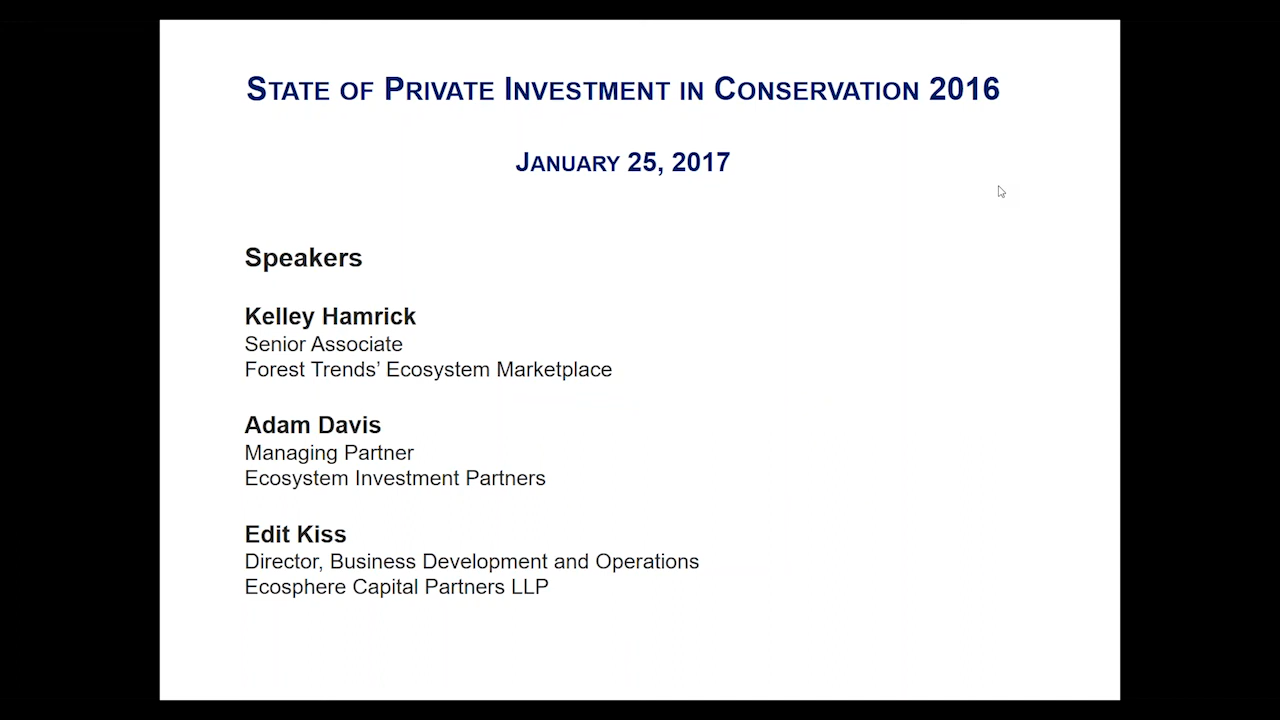 State of Private Investment in Conservation 2016
January 25, 2017
Speakers
Kelley Hamrick
Senior Associate
Forest Trends’ Ecosystem Marketplace
Adam Davis
Managing Partner
Ecosystem Investment Partners
Edit Kiss
Director, Business Development and Operations
Ecosphere Capital Partners LLP